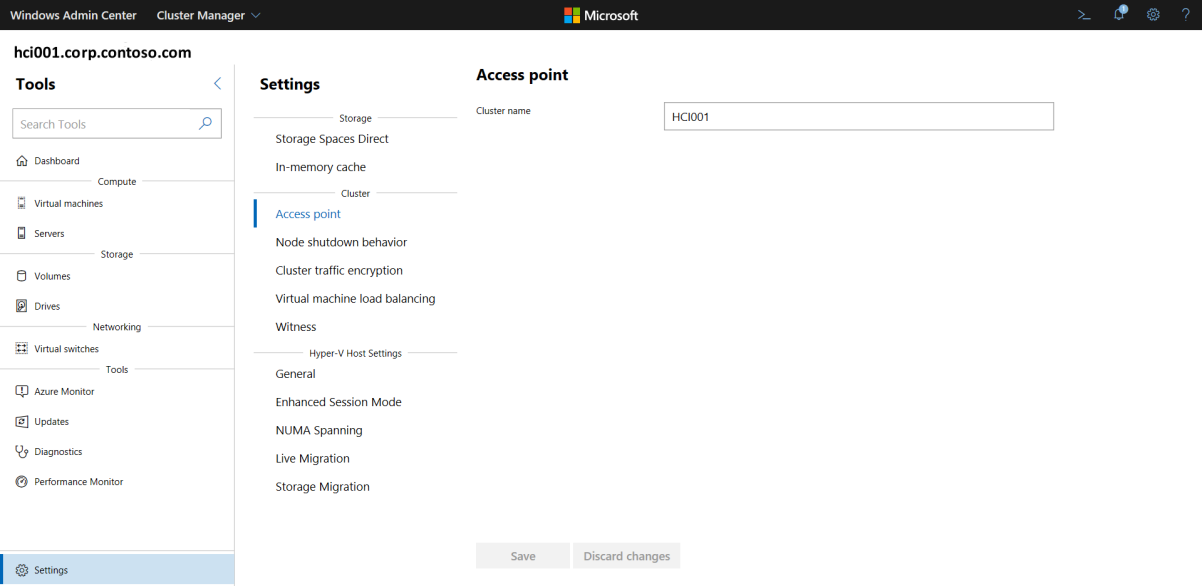 Windows Admin Center Cluster Manager Microsoft 1 ?
hci001.corp.contoso.com
Tools
Search Tools
Dashboard
Compute
Virtual machines
Servers
Storage
Volumes
Drives
Networking
Virtual switches
Tools
Azure Monitor
Updates
Diagnostics
Performance Monitor
Settings
Settings
Storage
Storage Spaces Direct
In-memory cache
Cluster
Access point
Node shutdown behavior
Cluster traffic encryption
Virtual machine load balancing
Witness
Hyper-V Host Settings
General
Enhanced Session Mode
NUMA Spanning
Live Migration
Storage Migration
Access point
Cluster name HCI001
Save Discard changes